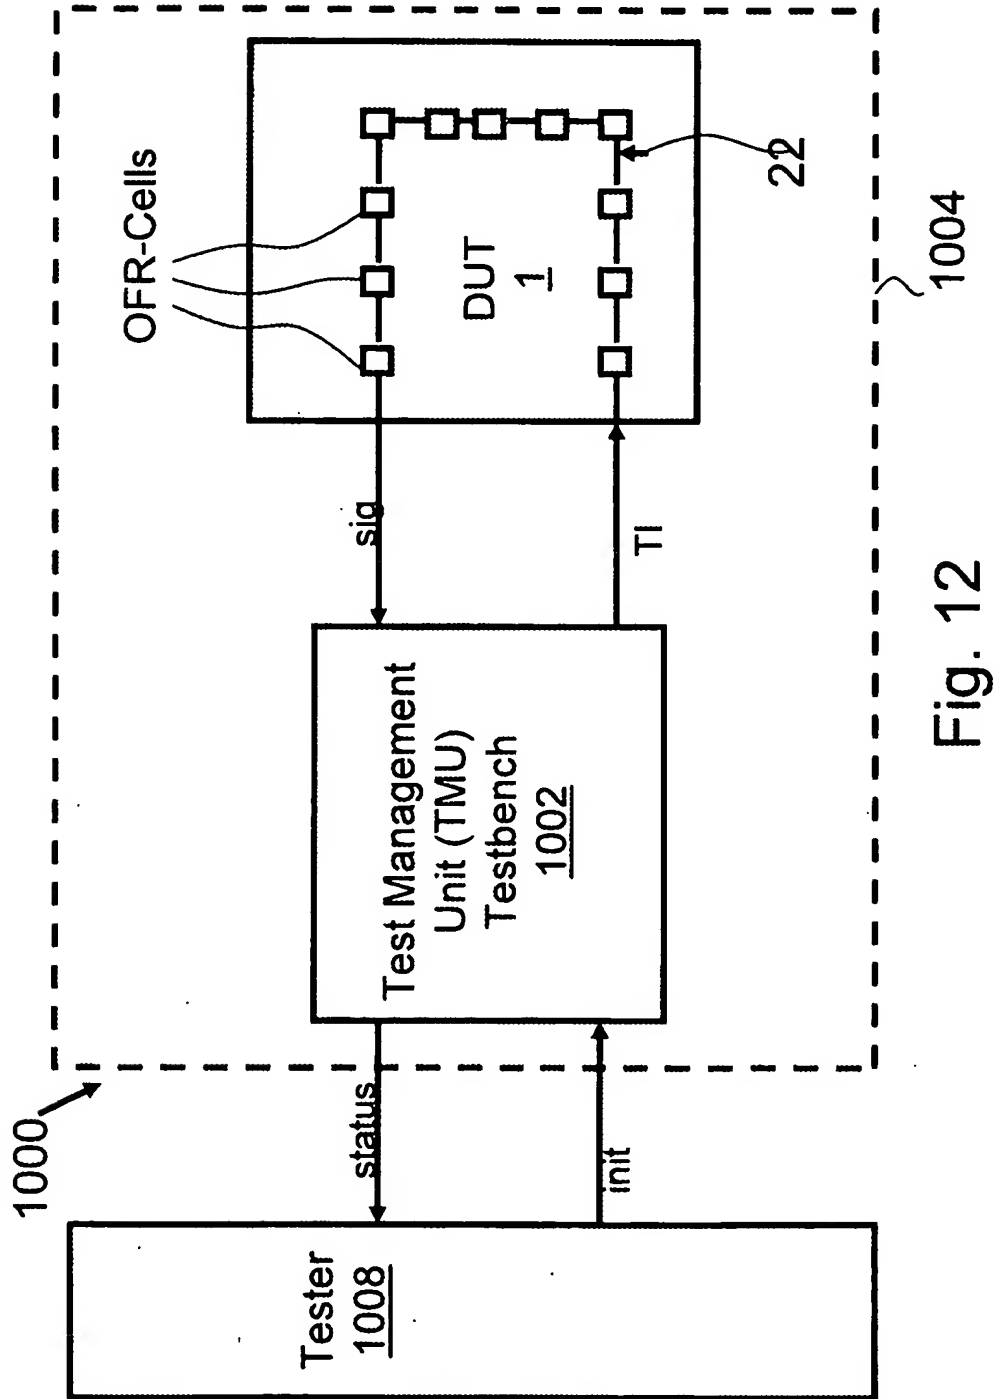 1000
Tester
1008
status
init
Test Management
Unit (TMU)
Testbench
1002
sig
TI
OFR-Cells
DUT
1
22
1004
Fig. 12